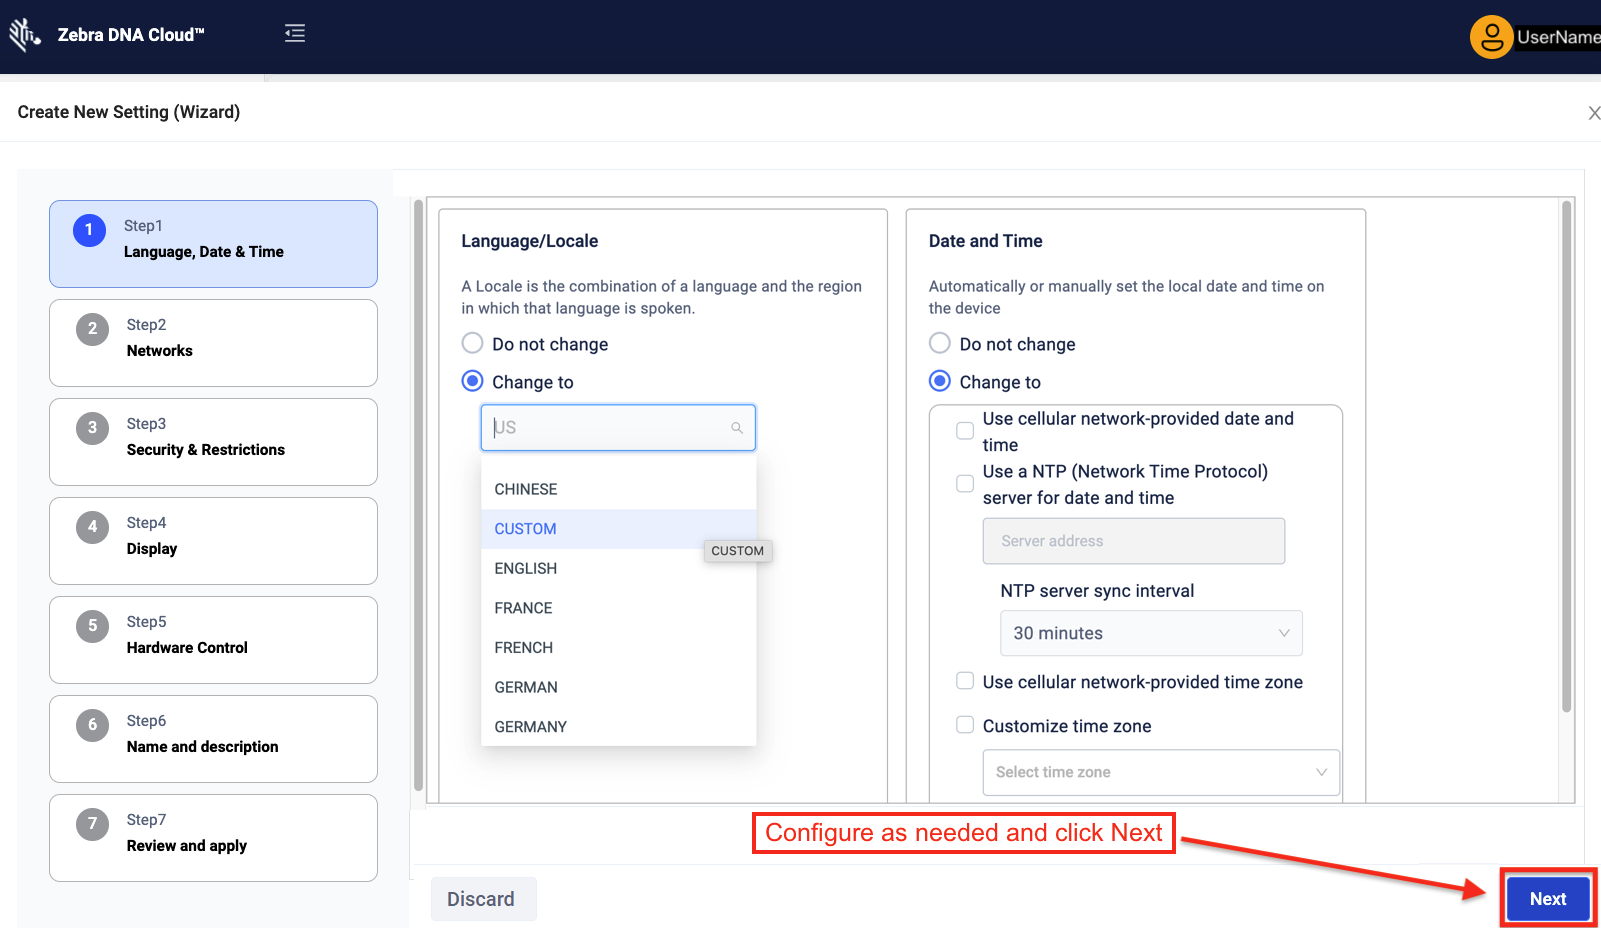 Zebra DNA Cloud™
UserName
Create New Setting (Wizard)
1
Step1
Language, Date & Time
2
Step2
Networks
3
Step3
Security & Restrictions
4
Step4
Display
5
Step5
Hardware Control
6
Step6
Name and description
7
Step7
Review and apply
Language/Locale
A Locale is the combination of a language and the region
in which that language is spoken.
Do not change
Change to
US
CHINESE
CUSTOM
CUSTOM
ENGLISH
FRANCE
FRENCH
GERMAN
GERMANY
Date and Time
Automatically or manually set the local date and time on
the device
Do not change
Change to
Use cellular network-provided date and
time
Use a NTP (Network Time Protocol)
server for date and time
Server address
NTP server sync interval
30 minutes
Use cellular network-provided time zone
Customize time zone
Select time zone
Configure as needed and click Next
Discard
Next